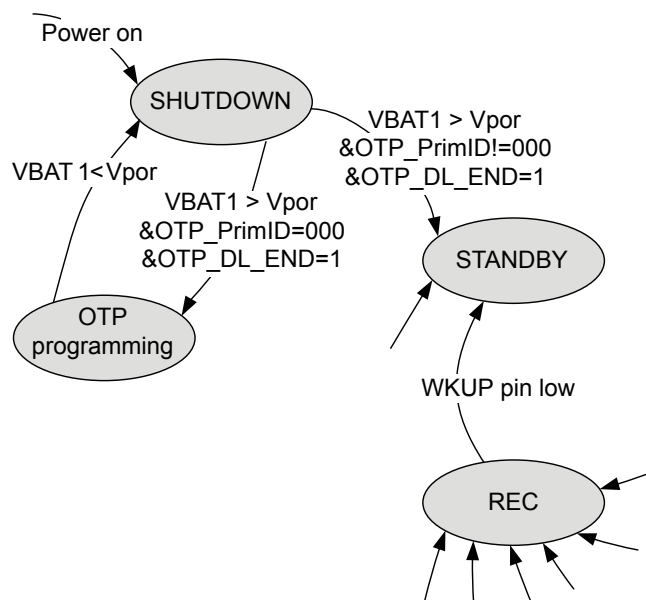 Power on
SHUTDOWN
VBAT1 > Vpor
&OTP_PrimID!=000
&OTP_DL_END=1
VBAT 1<Vpor
VBAT1 > Vpor
&OTP_PrimID=000
&OTP_DL_END=1
STANDBY
OTP
programming
WKUP pin low
REC